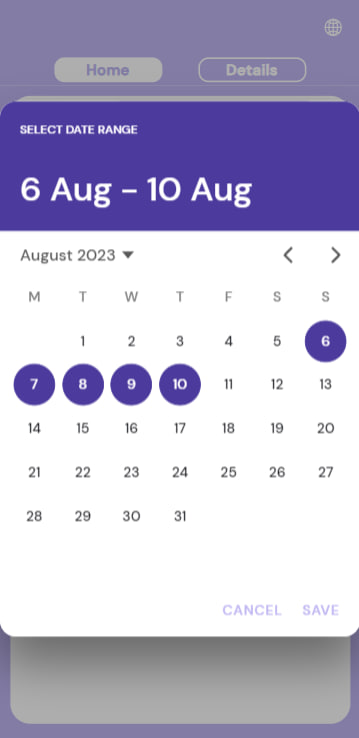 Home Details
SELECT DATE RANGE
6 Aug – 10 Aug
August 2023
M T W T F S S
1 2 3 4 5 6
7 8 9 10 11 12 13
14 15 16 17 18 19 20
21 22 23 24 25 26 27
28 29 30 31
CANCEL SAVE